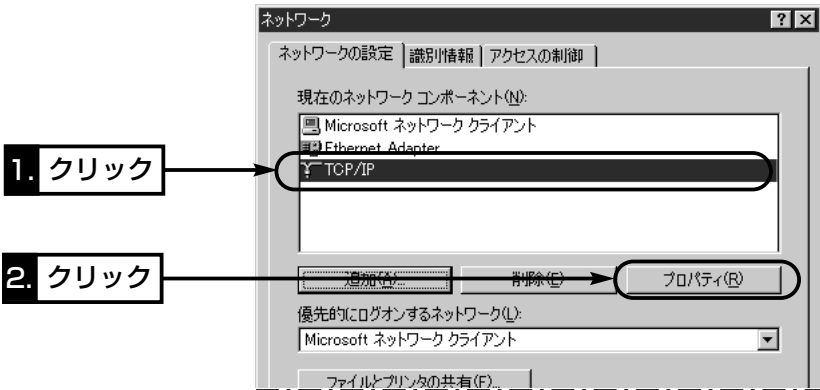 ネットワーク
ネットワークの設定 識別情報 アクセスの制御
現在のネットワーク コンポーネント(N):
Microsoft ネットワーク クライアント
Ethernet Adapter
1. クリック
TCP/IP
2. クリック
追加(A)... 削除(E) プロパティ(R)
優先的にログオンするネットワーク(L):
Microsoft ネットワーク クライアント
ファイルとプリンタの共有(F)...